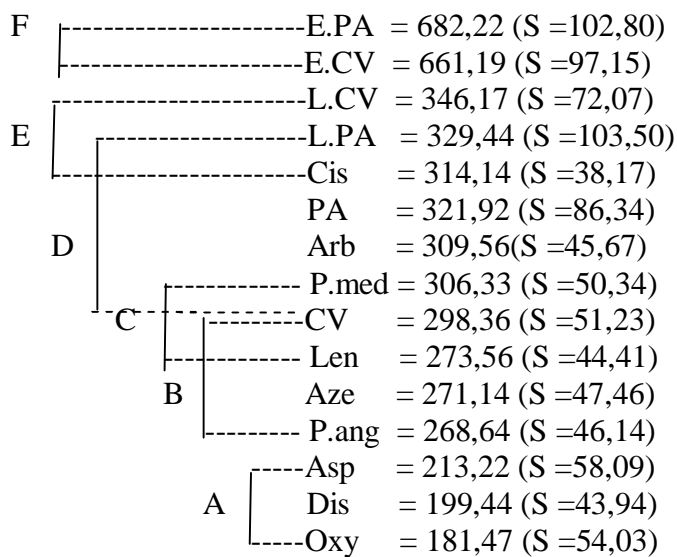 F E.PA = 682,22 (S =102,80)
E.CV = 661,19 (S =97,15)
L.CV = 346,17 (S =72,07)
E L.PA = 329,44 (S =103,50)
Cis = 314,14 (S =38,17)
PA = 321,92 (S =86,34)
D Arb = 309,56(S =45,67)
P.med = 306,33 (S =50,34)
C CV = 298,36 (S =51,23)
Len = 273,56 (S =44,41)
B Aze = 271,14 (S =47,46)
P.ang = 268,64 (S =46,14)
Asp = 213,22 (S =58,09)
A Dis = 199,44 (S =43,94)
Oxy = 181,47 (S =54,03)